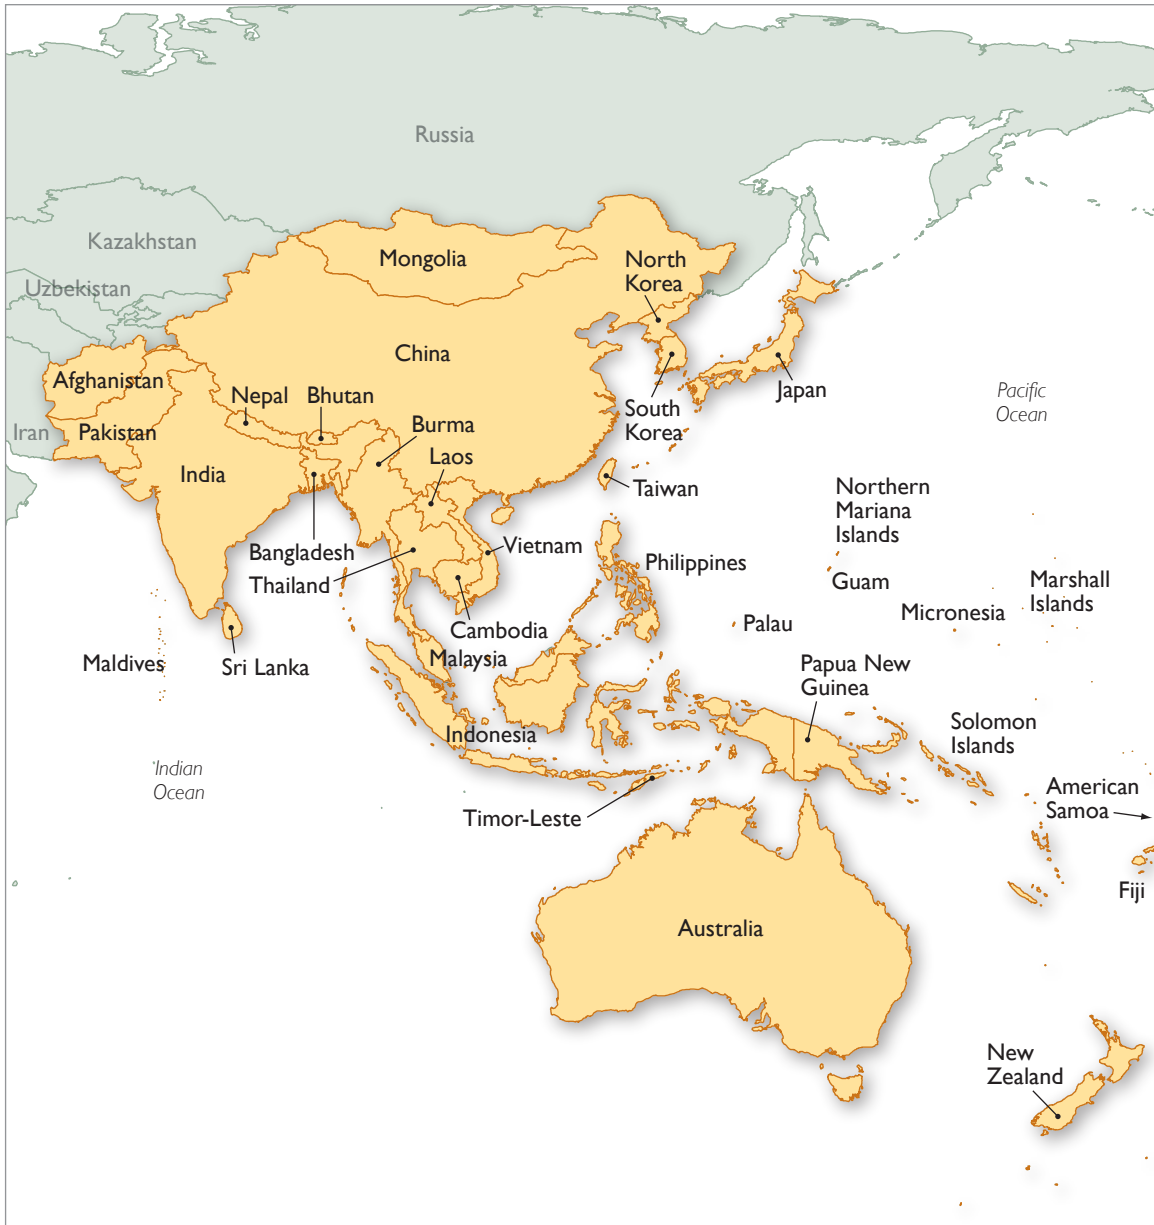 Russia
Kazakhstan
Uzbekistan
Mongolia
North
Korea
China
Afghanistan
Nepal
Bhutan
Japan
Pacific
Ocean
Iran
Pakistan
Burma
South
Korea
Laos
India
Taiwan
Northern
Mariana
Islands
Bangladesh
Vietnam
Thailand
Philippines
Guam
Marshall
Islands
Micronesia
Palau
Cambodia
Malaysia
Maldives
Sri Lanka
Papua New
Guinea
Solomon
Islands
Indonesia
Indian
Ocean
American
Samoa
Timor-Leste
Fiji
Australia
New
Zealand